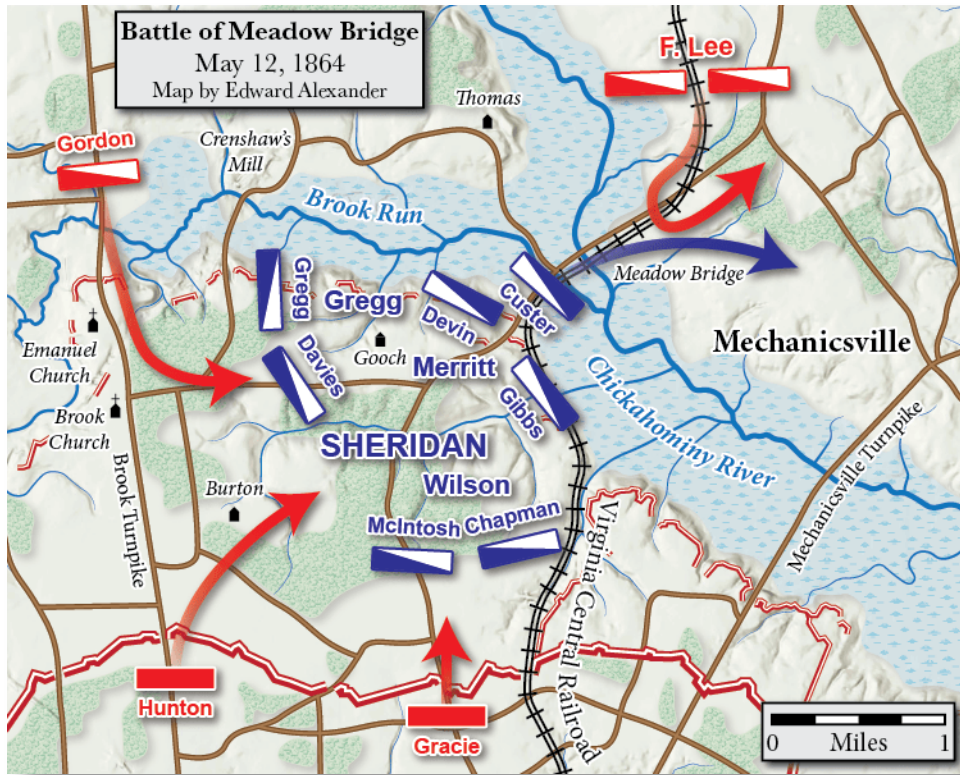 Battle of Meadow Bridge
May 12, 1864
Map by Edward Alexander
F. Lee
Thomas
Gordon
Crenshaw's
Mill
Brook Run
Meadow Bridge
Gregg
Gregg
Devin
Custer
Emanuel
Church
Davies
Gooch
Merritt
Mechanicsville
Gibbs
Chickahominy River
Brook
Church
SHERIDAN
Brook Turnpike
Burton
Wilson
McIntosh
Chapman
Mechanicsville Turnpike
Virginia Central Railroad
Hunton
Gracie
0 Miles 1